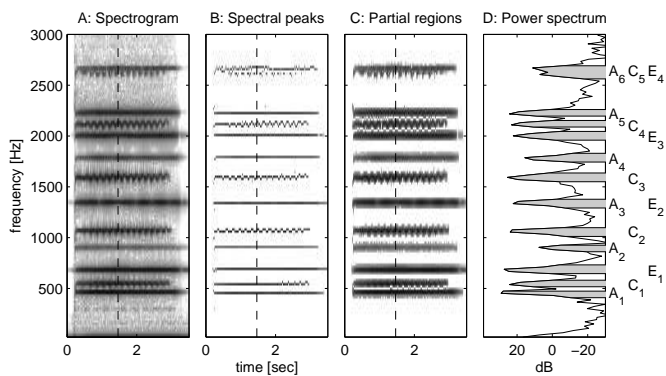 A: Spectrogram
B: Spectral peaks
C: Partial regions
D: Power spectrum
frequency [Hz]
3000
2500
2000
1500
1000
500
0 2
0 2
0 2
time [sec]
20 0 −20
dB
A6 C5 E4
A5 C4 E3
A4
C3
A3 E2
C2
A2
E1
C1
A1